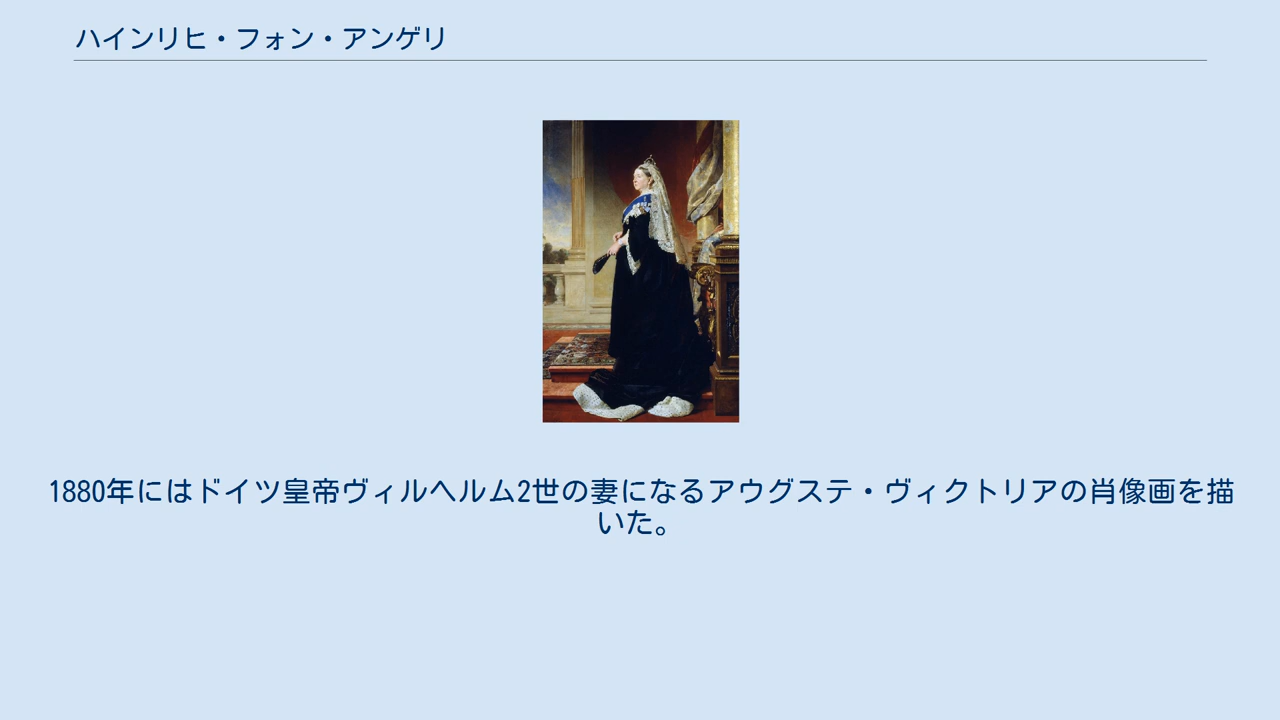 ハインリヒ・フォン・アンゲリ
1880年にはドイツ皇帝ヴィルヘルム2世の妻になるアウグステ・ヴィクトリアの肖像画を描
いた。